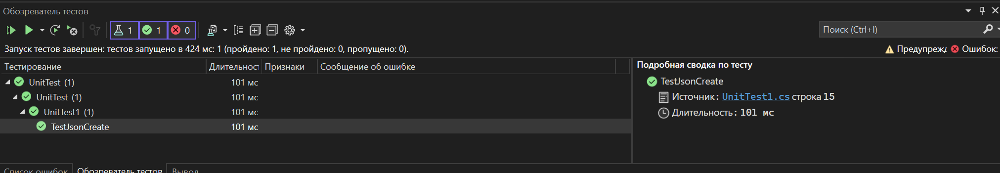 Обозреватель тестов
1 1 0
Поиск (Ctrl+I)
Запуск тестов завершен: тестов запущено в 424 мс: 1 (пройдено: 1, не пройдено: 0, пропущено: 0).
Предупрежд Ошибок:
Тестирование Длительност Признаки Сообщение об ошибке
UnitTest (1) 101 мс
UnitTest (1) 101 мс
UnitTest1 (1) 101 мс
TestJsonCreate 101 мс
Подробная сводка по тесту
TestJsonCreate
Источник: UnitTest1.cs строка 15
Длительность: 101 мс
Список ошибок Обозреватель тестов Вывод